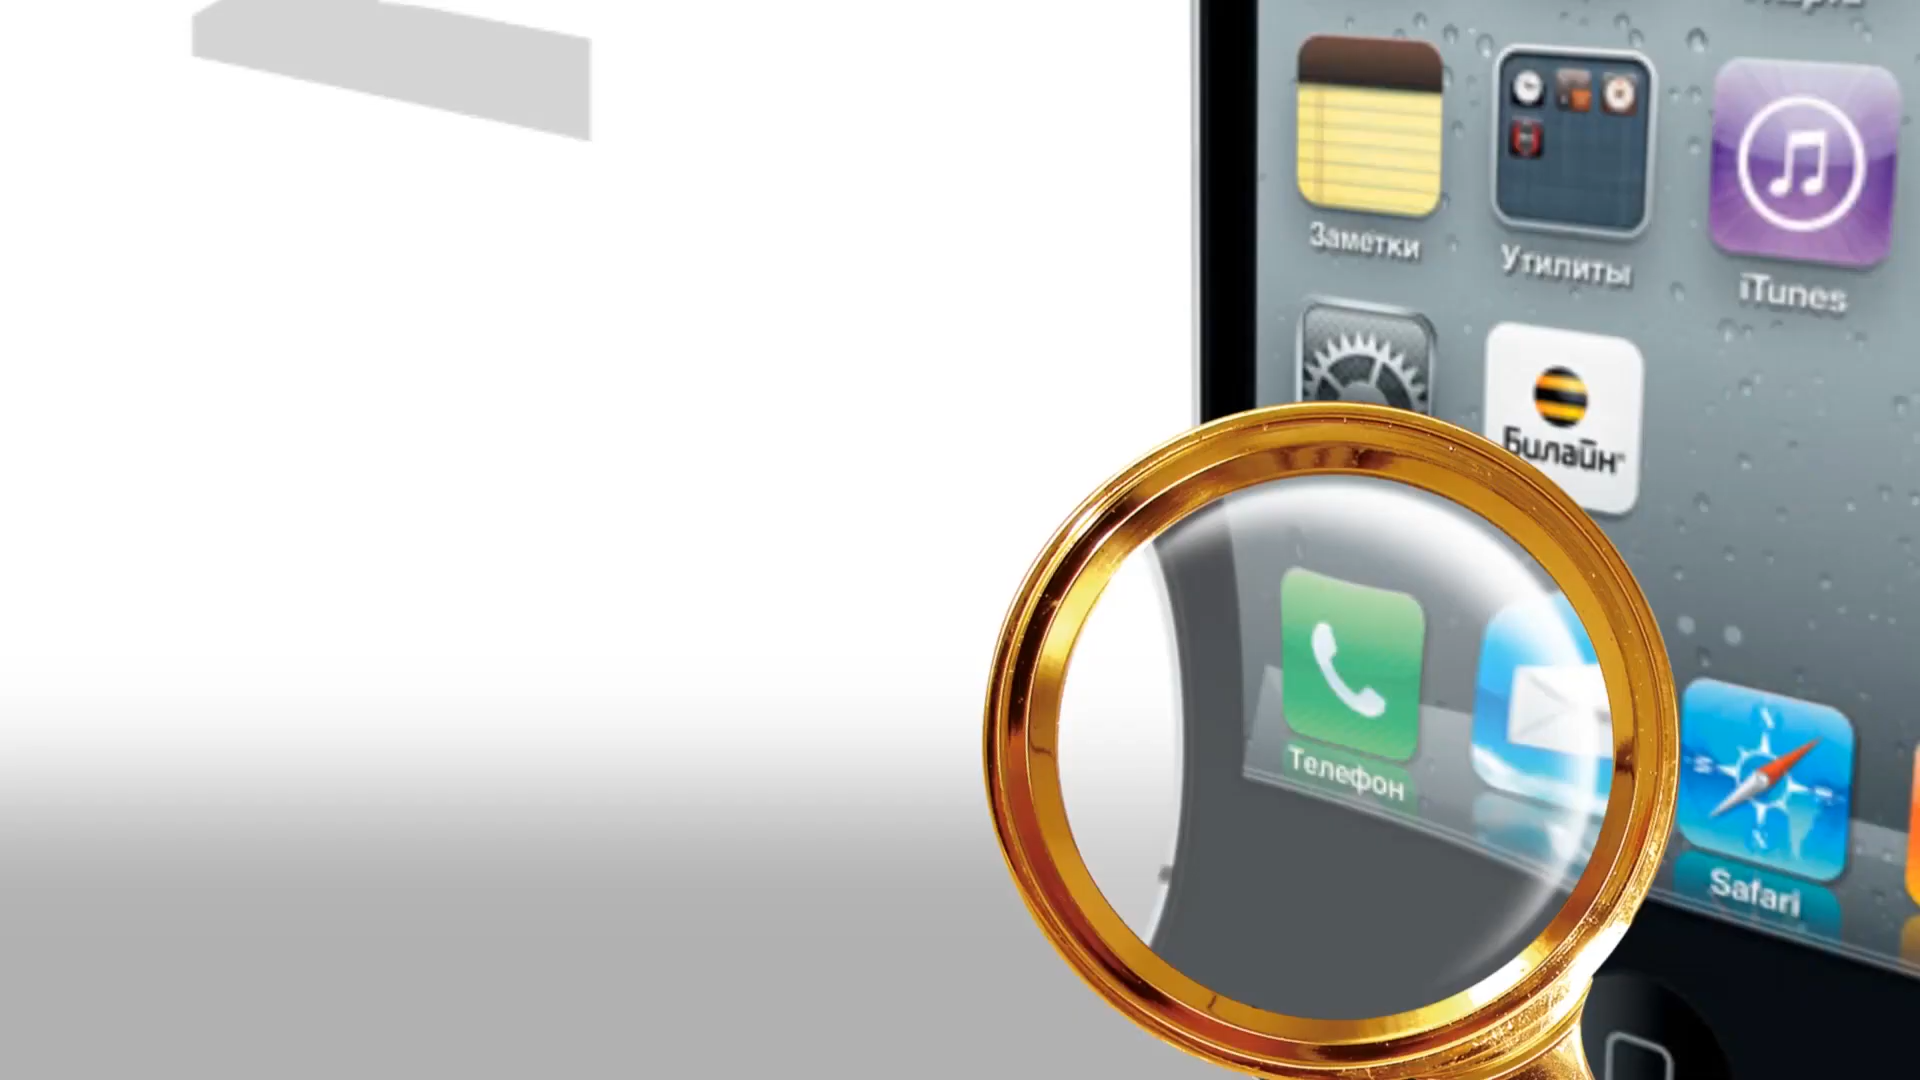 Заметки
Утилиты
iTunes
Билайн
Телефон
Safari